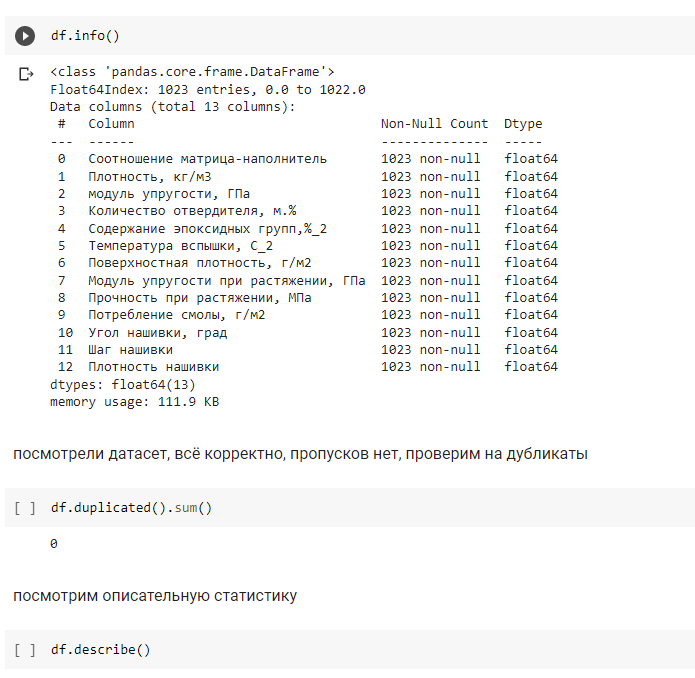 df.info()
<class 'pandas.core.frame.DataFrame'>
Float64Index: 1023 entries, 0.0 to 1022.0
Data columns (total 13 columns):
 #   Column                                Non-Null Count  Dtype
---  ------                                --------------  -----
 0   Соотношение матрица-наполнитель       1023 non-null   float64
 1   Плотность, кг/м3                      1023 non-null   float64
 2   модуль упругости, ГПа                 1023 non-null   float64
 3   Количество отвердителя, м.%           1023 non-null   float64
 4   Содержание эпоксидных групп,%_2       1023 non-null   float64
 5   Температура вспышки, С_2              1023 non-null   float64
 6   Поверхностная плотность, г/м2         1023 non-null   float64
 7   Модуль упругости при растяжении, ГПа  1023 non-null   float64
 8   Прочность при растяжении, МПа         1023 non-null   float64
 9   Потребление смолы, г/м2               1023 non-null   float64
 10  Угол нашивки, град                    1023 non-null   float64
 11  Шаг нашивки                           1023 non-null   float64
 12  Плотность нашивки                     1023 non-null   float64
dtypes: float64(13)
memory usage: 111.9 KB
посмотрели датасет, всё корректно, пропусков нет, проверим на дубликаты
[ ] df.duplicated().sum()
0
посмотрим описательную статистику
[ ] df.describe()